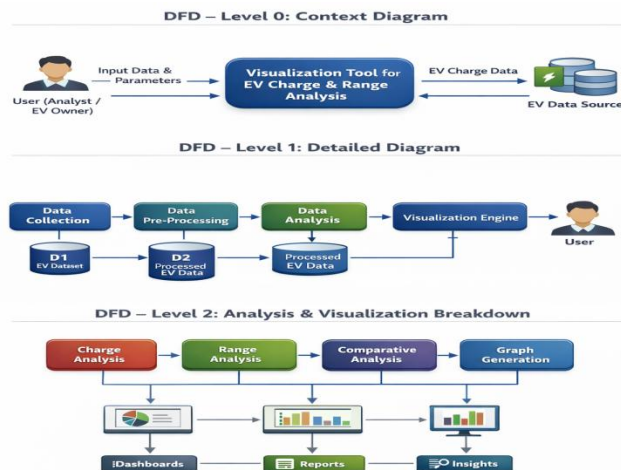 DFD – Level 0: Context Diagram
Input Data &
Parameters
User (Analyst /
EV Owner)
Visualization Tool for
EV Charge & Range
Analysis
EV Charge Data
EV Data Source
DFD – Level 1: Detailed Diagram
Data
Collection
Data
Pre-Processing
Data
Analysis
Visualization Engine
User
D1
EV Dataset
D2
Processed
EV Data
Processed
EV Data
DFD – Level 2: Analysis & Visualization Breakdown
Charge
Analysis
Range
Analysis
Comparative
Analysis
Graph
Generation
Dashboards
Reports
Insights